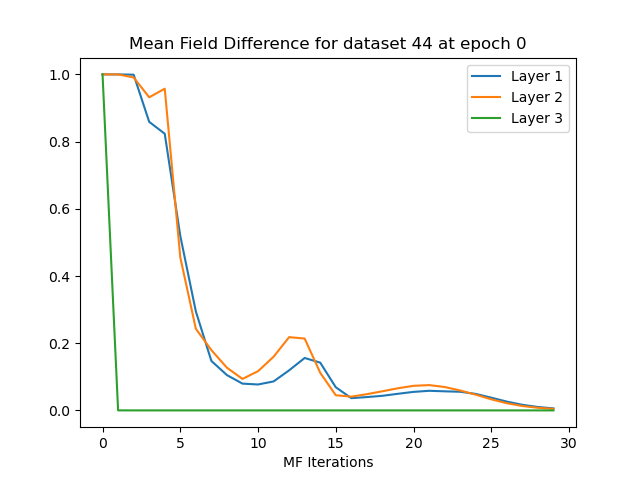 Mean Field Difference for dataset 44 at epoch 0
1.0
0.8
0.6
0.4
0.2
0.0
Layer 1
Layer 2
Layer 3
0 5 10 15 20 25 30
MF Iterations